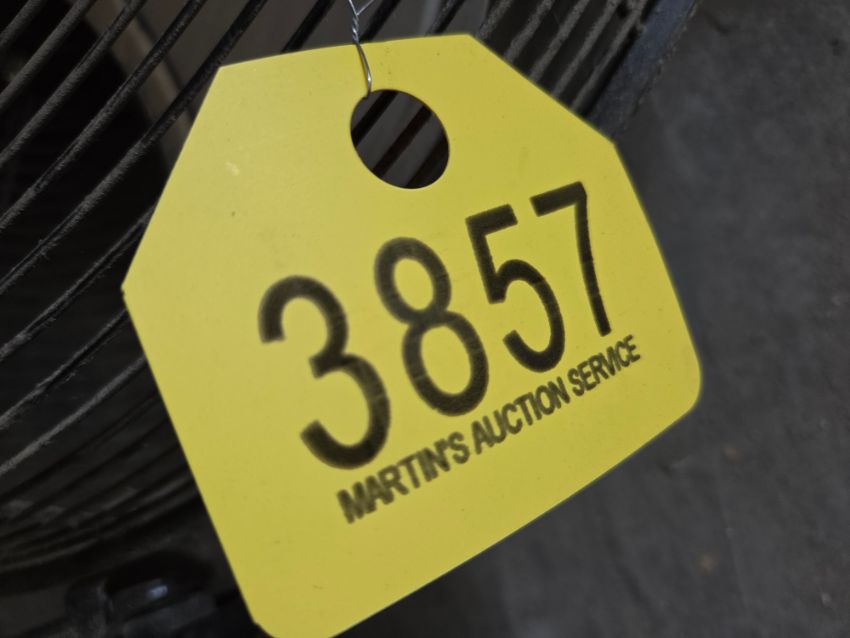 3857
MARTIN'S AUCTION SERVICE